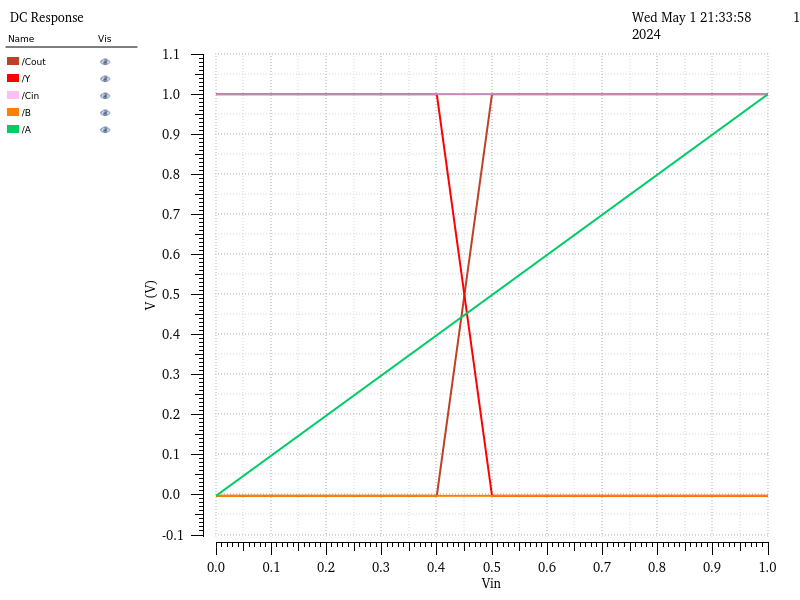 DC Response
Wed May 1 21:33:58 1
2024
Name Vis
/Cout
/Y
/Cin
/B
/A
V (V)
1.1
1.0
0.9
0.8
0.7
0.6
0.5
0.4
0.3
0.2
0.1
0.0
-0.1
0.0 0.1 0.2 0.3 0.4 0.5 0.6 0.7 0.8 0.9 1.0
Vin